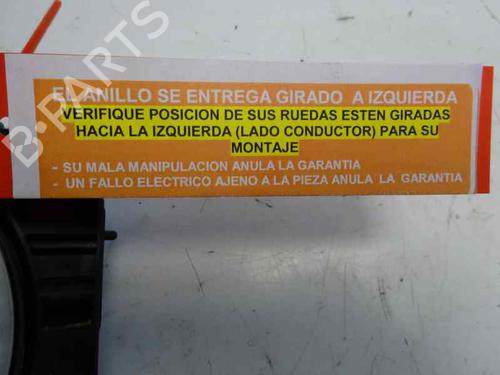 EL ANILLO SE ENTREGA GIRADO A IZQUIERDA
VERIFIQUE POSICION DE SUS RUEDAS ESTEN GIRADAS
HACIA LA IZQUIERDA (LADO CONDUCTOR) PARA SU
MONTAJE
- SU MALA MANIPULACION ANULA LA GARANTIA
- UN FALLO ELECTRICO AJENO A LA PIEZA ANULA LA GARANTIA
B-PARTS